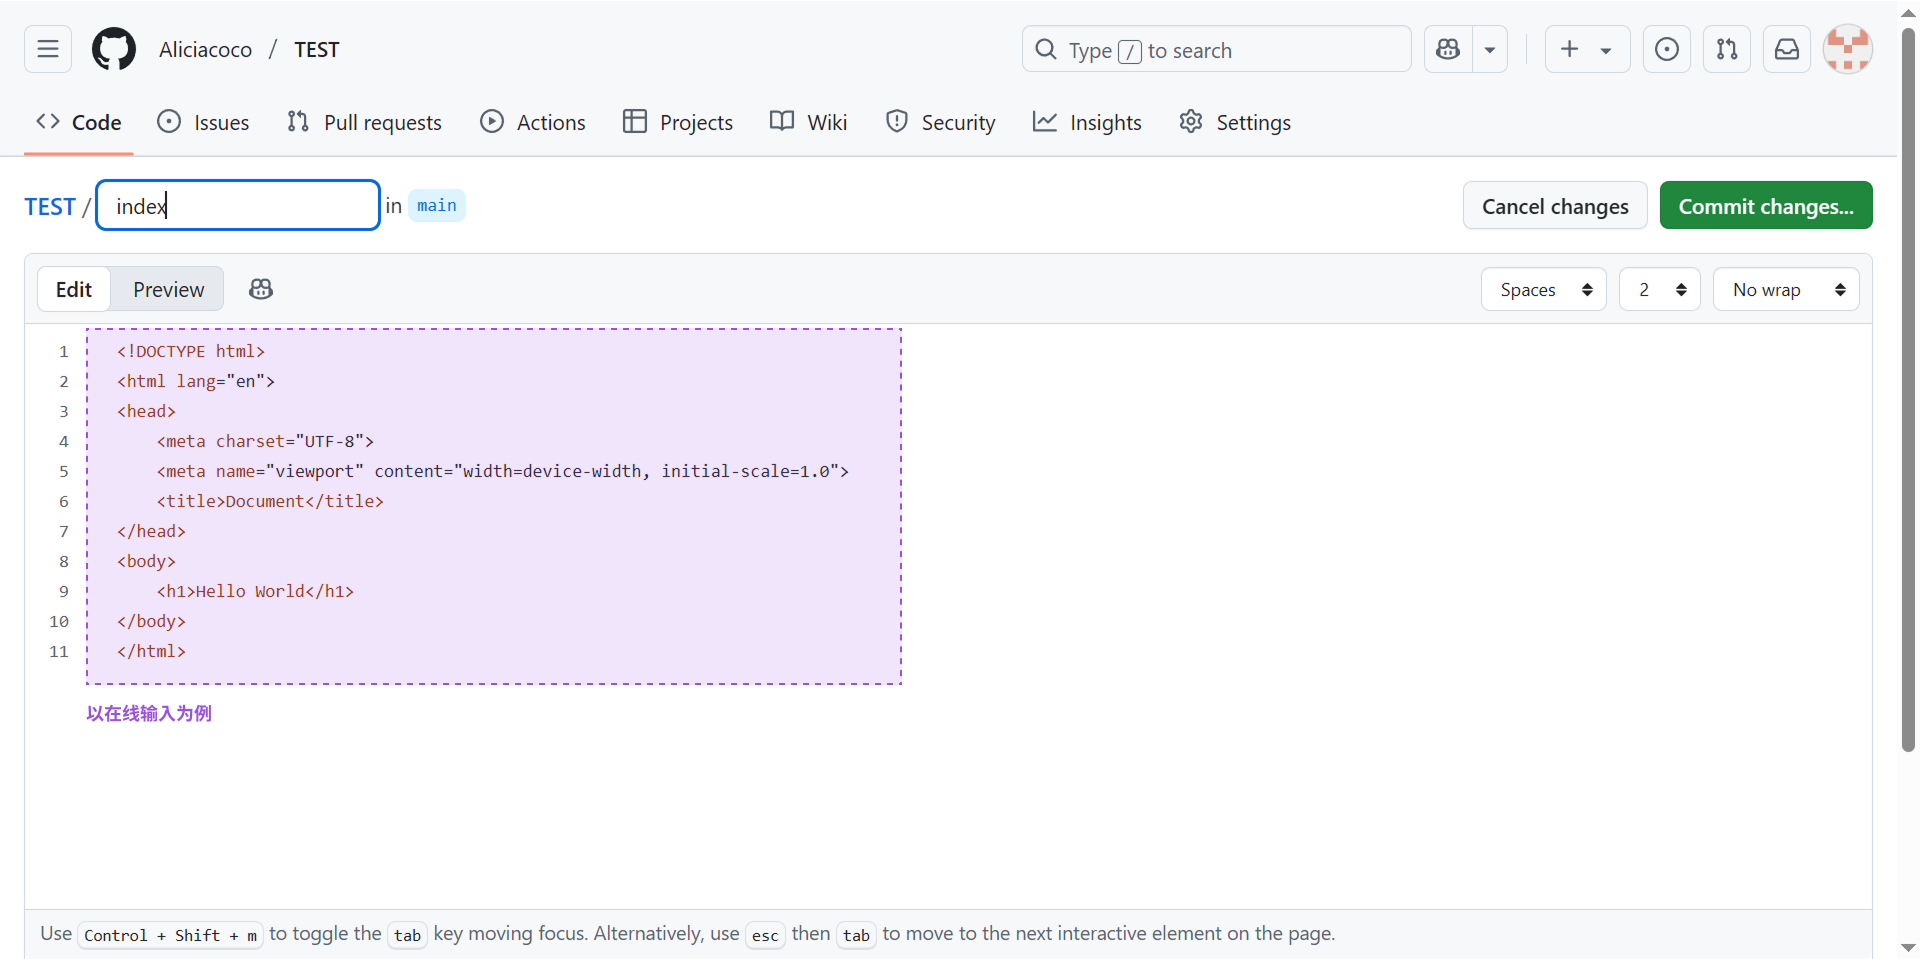 Aliciacoco / TEST
Type / to search
Code Issues Pull requests Actions Projects Wiki Security Insights Settings
TEST / index in main
Cancel changes Commit changes...
Edit Preview
Spaces 2 No wrap
1 <!DOCTYPE html>
2 <html lang="en">
3 <head>
4     <meta charset="UTF-8">
5     <meta name="viewport" content="width=device-width, initial-scale=1.0">
6     <title>Document</title>
7 </head>
8 <body>
9     <h1>Hello World</h1>
10 </body>
11 </html>
以在线输入为例
Use Control + Shift + m to toggle the tab key moving focus. Alternatively, use esc then tab to move to the next interactive element on the page.